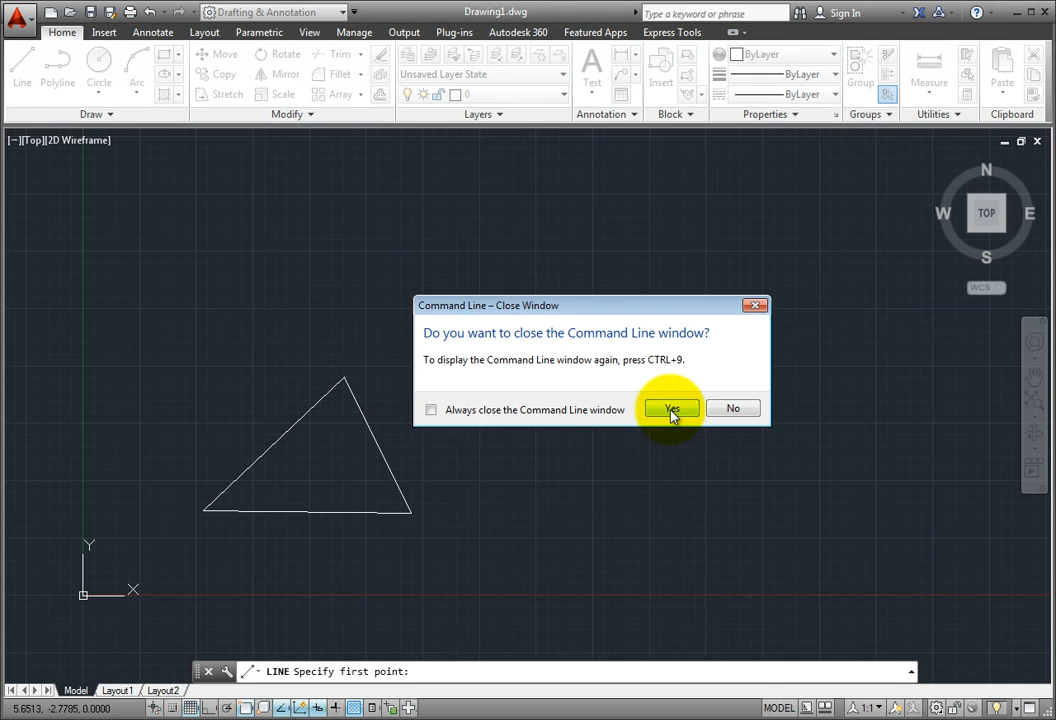 Drafting & Annotation
Drawing1.dwg
Type a keyword or phrase
Sign In
Home Insert Annotate Layout Parametric View Manage Output Plug-ins Autodesk 360 Featured Apps Express Tools
Line Polyline Circle Arc
Move Rotate Trim
Copy Mirror Fillet
Stretch Scale Array
Unsaved Layer State
0
Text
Insert
ByLayer
ByLayer
ByLayer
Group
Measure
Paste
Draw Modify Layers Annotation Block Properties Groups Utilities Clipboard
[−][Top][2D Wireframe]
N
W TOP E
S
WCS
Command Line – Close Window
Do you want to close the Command Line window?
To display the Command Line window again, press CTRL+9.
Always close the Command Line window
Yes No
Y
X
LINE Specify first point:
Model Layout1 Layout2
5.6513, -2.7785, 0.0000
MODEL
1:1